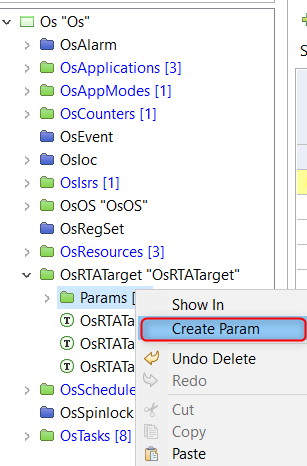 Os "Os"
OsAlarm
OsApplications [3]
OsAppModes [1]
OsCounters [1]
OsEvent
OsIoc
OsIsrs [1]
OsOS "OsOS"
OsRegSet
OsResources [3]
OsRTATarget "OsRTATarget"
Params [
Show In
OsRTATa
Create Param
OsRTATa
Undo Delete
OsRTATa
Redo
OsSchedule
Cut
OsSpinlock
Copy
OsTasks [8]
Paste